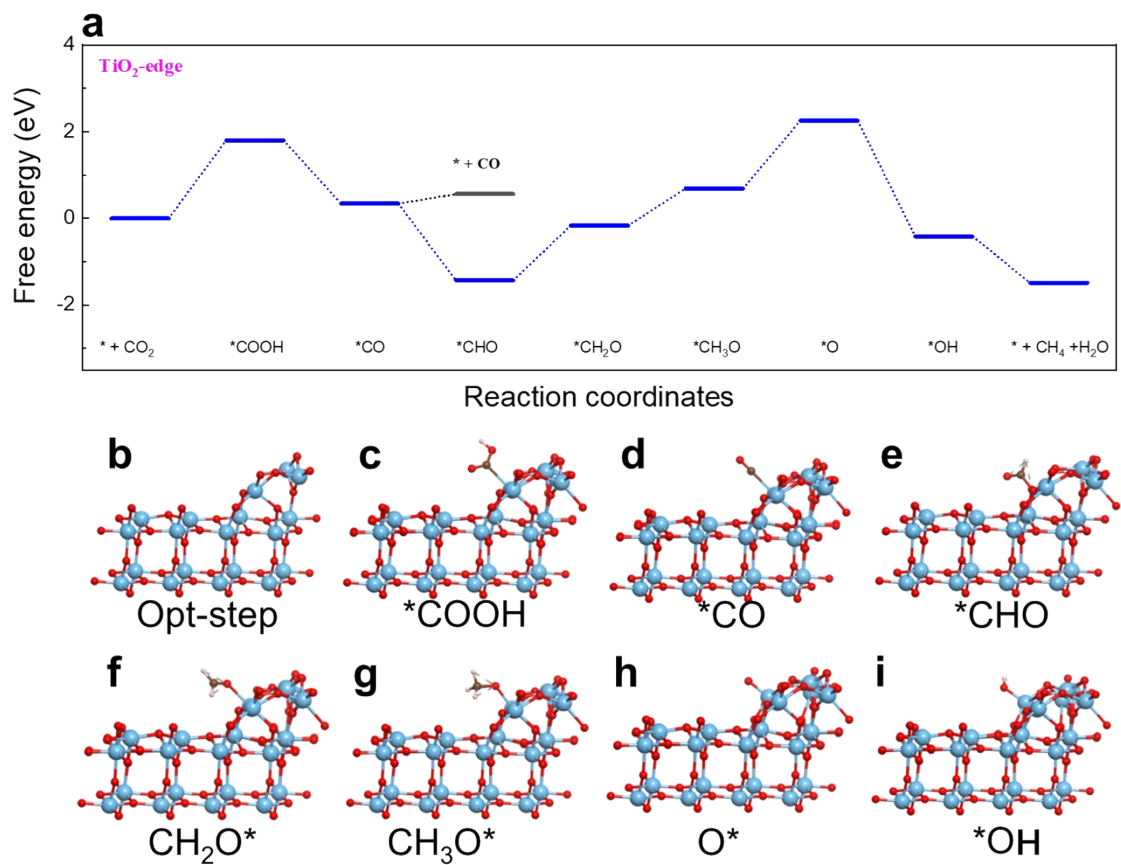 a
4
TiO₂-edge
2
* + CO
0
-2
Free energy (eV)
* + CO₂ *COOH *CO *CHO *CH₂O *CH₃O *O *OH * + CH₄ +H₂O
Reaction coordinates
b c d e
Opt-step *COOH *CO *CHO
f g h i
CH₂O* CH₃O* O* *OH